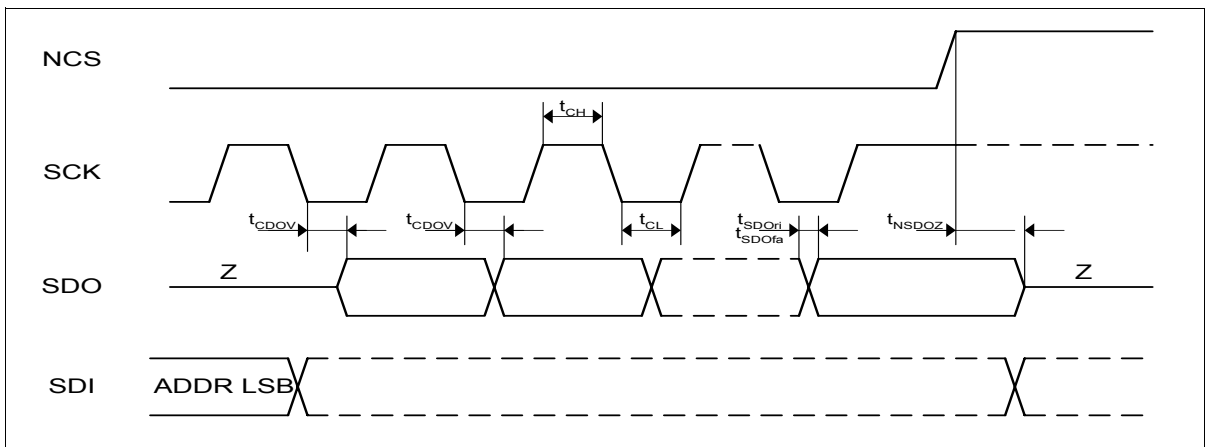 NCS
tCH
SCK
tCDOV
tCDOV
tCL
tSDOri
tSDOfa
tNSDOZ
SDO
Z
Z
SDI
ADDR LSB